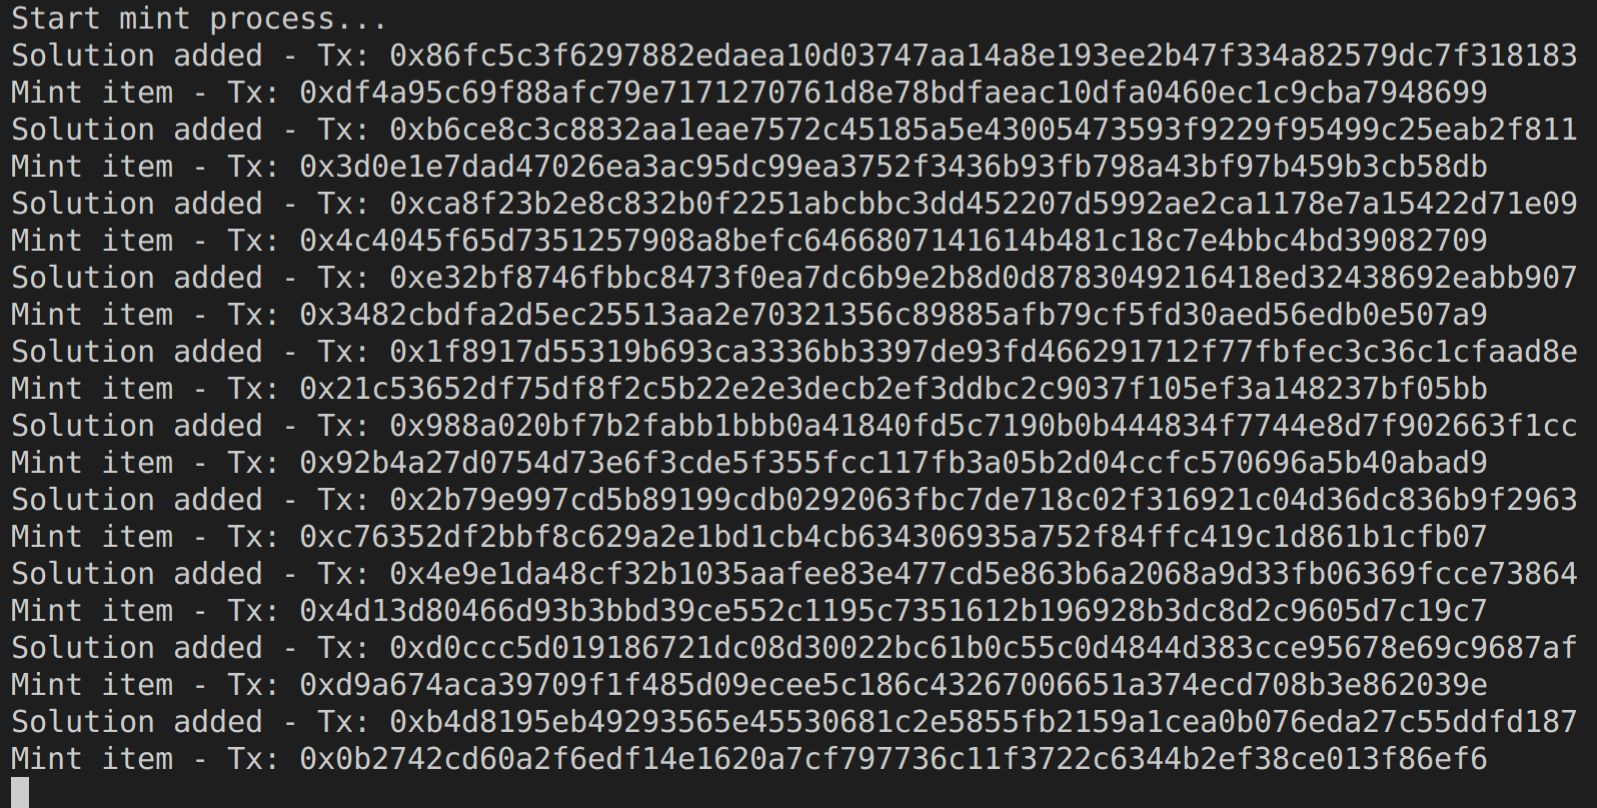 Start mint process...
Solution added - Tx: 0x86fc5c3f6297882edaea10d03747aa14a8e193ee2b47f334a82579dc7f318183
Mint item - Tx: 0xdf4a95c69f88afc79e7171270761d8e78bdfaeac10dfa0460ec1c9cba7948699
Solution added - Tx: 0xb6ce8c3c8832aa1eae7572c45185a5e43005473593f9229f95499c25eab2f811
Mint item - Tx: 0x3d0e1e7dad47026ea3ac95dc99ea3752f3436b93fb798a43bf97b459b3cb58db
Solution added - Tx: 0xca8f23b2e8c832b0f2251abcbbc3dd452207d5992ae2ca1178e7a15422d71e09
Mint item - Tx: 0x4c4045f65d7351257908a8befc6466807141614b481c18c7e4bbc4bd39082709
Solution added - Tx: 0xe32bf8746fbbc8473f0ea7dc6b9e2b8d0d8783049216418ed32438692eabb907
Mint item - Tx: 0x3482cbdfa2d5ec25513aa2e70321356c89885afb79cf5fd30aed56edb0e507a9
Solution added - Tx: 0x1f8917d55319b693ca3336bb3397de93fd466291712f77fbfec3c36c1cfaad8e
Mint item - Tx: 0x21c53652df75df8f2c5b22e2e3decb2ef3ddbc2c9037f105ef3a148237bf05bb
Solution added - Tx: 0x988a020bf7b2fabb1bbb0a41840fd5c7190b0b444834f7744e8d7f902663f1cc
Mint item - Tx: 0x92b4a27d0754d73e6f3cde5f355fcc117fb3a05b2d04ccfc570696a5b40abad9
Solution added - Tx: 0x2b79e997cd5b89199cdb0292063fbc7de718c02f316921c04d36dc836b9f2963
Mint item - Tx: 0xc76352df2bbf8c629a2e1bd1cb4cb634306935a752f84ffc419c1d861b1cfb07
Solution added - Tx: 0x4e9e1da48cf32b1035aafee83e477cd5e863b6a2068a9d33fb06369fcce73864
Mint item - Tx: 0x4d13d80466d93b3bbd39ce552c1195c7351612b196928b3dc8d2c9605d7c19c7
Solution added - Tx: 0xd0ccc5d019186721dc08d30022bc61b0c55c0d4844d383cce95678e69c9687af
Mint item - Tx: 0xd9a674aca39709f1f485d09ecee5c186c43267006651a374ecd708b3e862039e
Solution added - Tx: 0xb4d8195eb49293565e45530681c2e5855fb2159a1cea0b076eda27c55ddfd187
Mint item - Tx: 0x0b2742cd60a2f6edf14e1620a7cf797736c11f3722c6344b2ef38ce013f86ef6